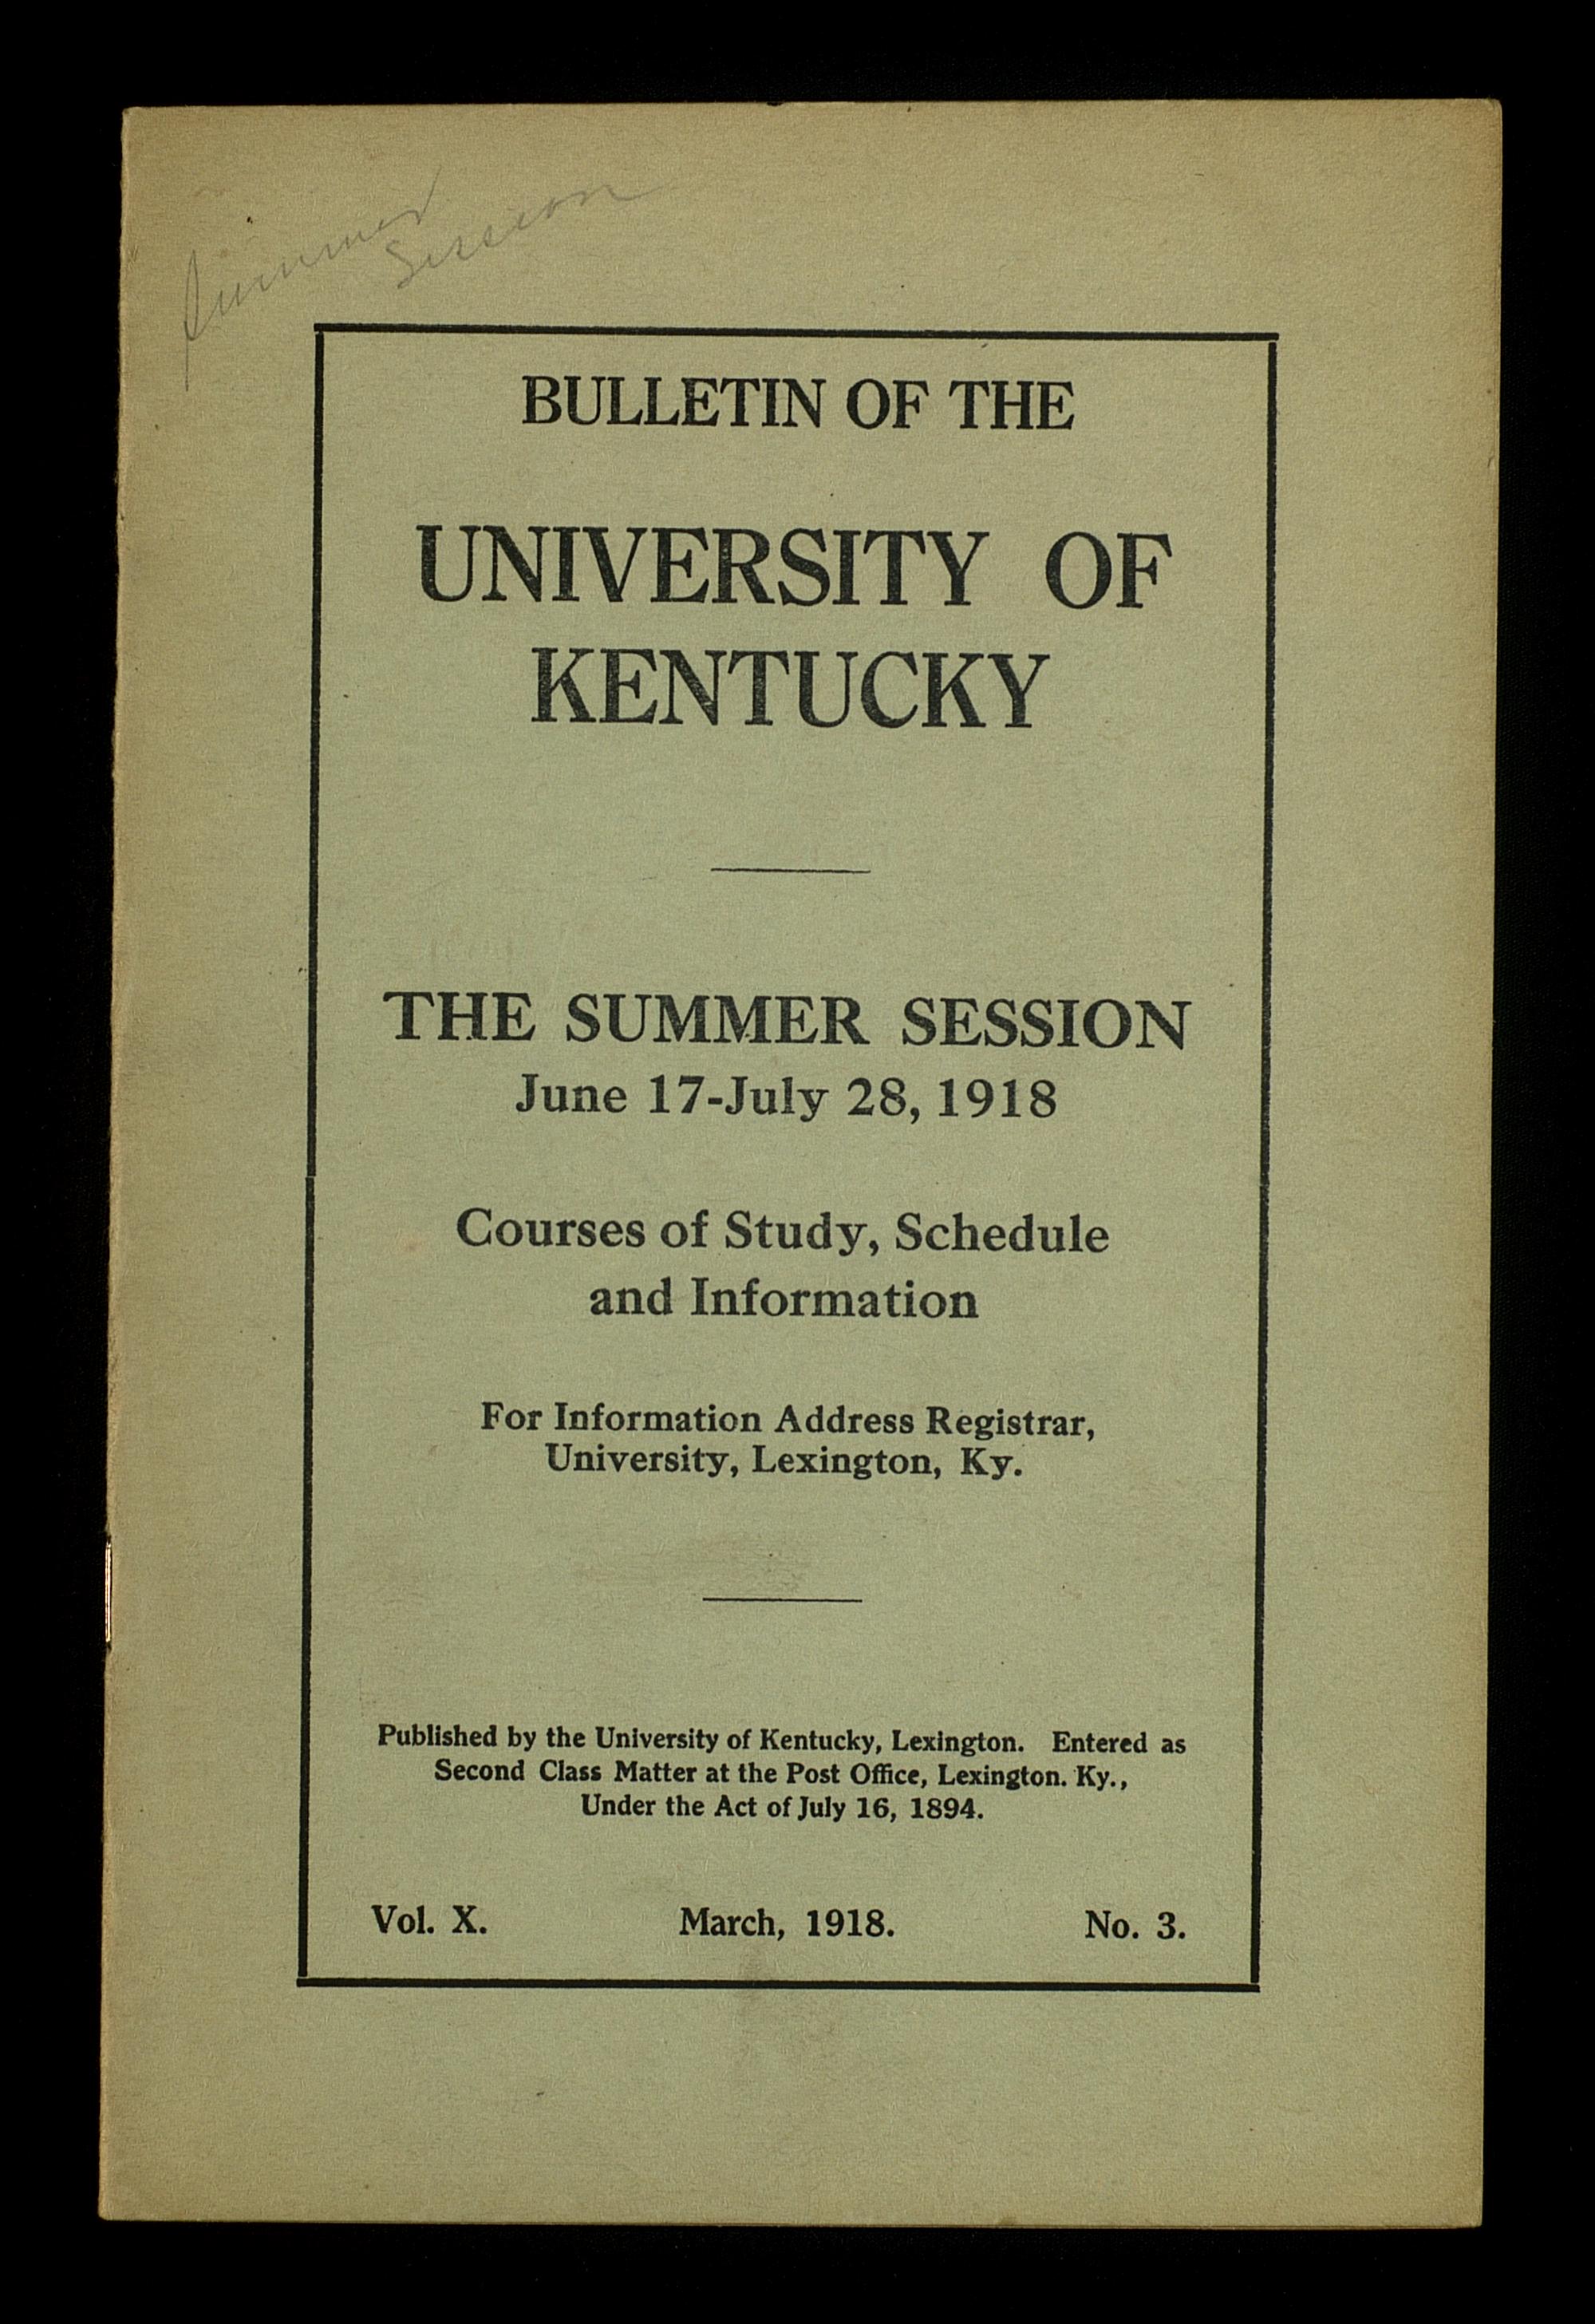 Summer
Session
BULLETIN OF THE
UNIVERSITY OF
KENTUCKY
THE SUMMER SESSION
June 17-July 28, 1918
Courses of Study, Schedule
and Information
For Information Address Registrar,
University, Lexington, Ky.
Published by the University of Kentucky, Lexington. Entered as
Second Class Matter at the Post Office, Lexington. Ky.,
Under the Act of July 16, 1894.
Vol. X. March, 1918. No. 3.